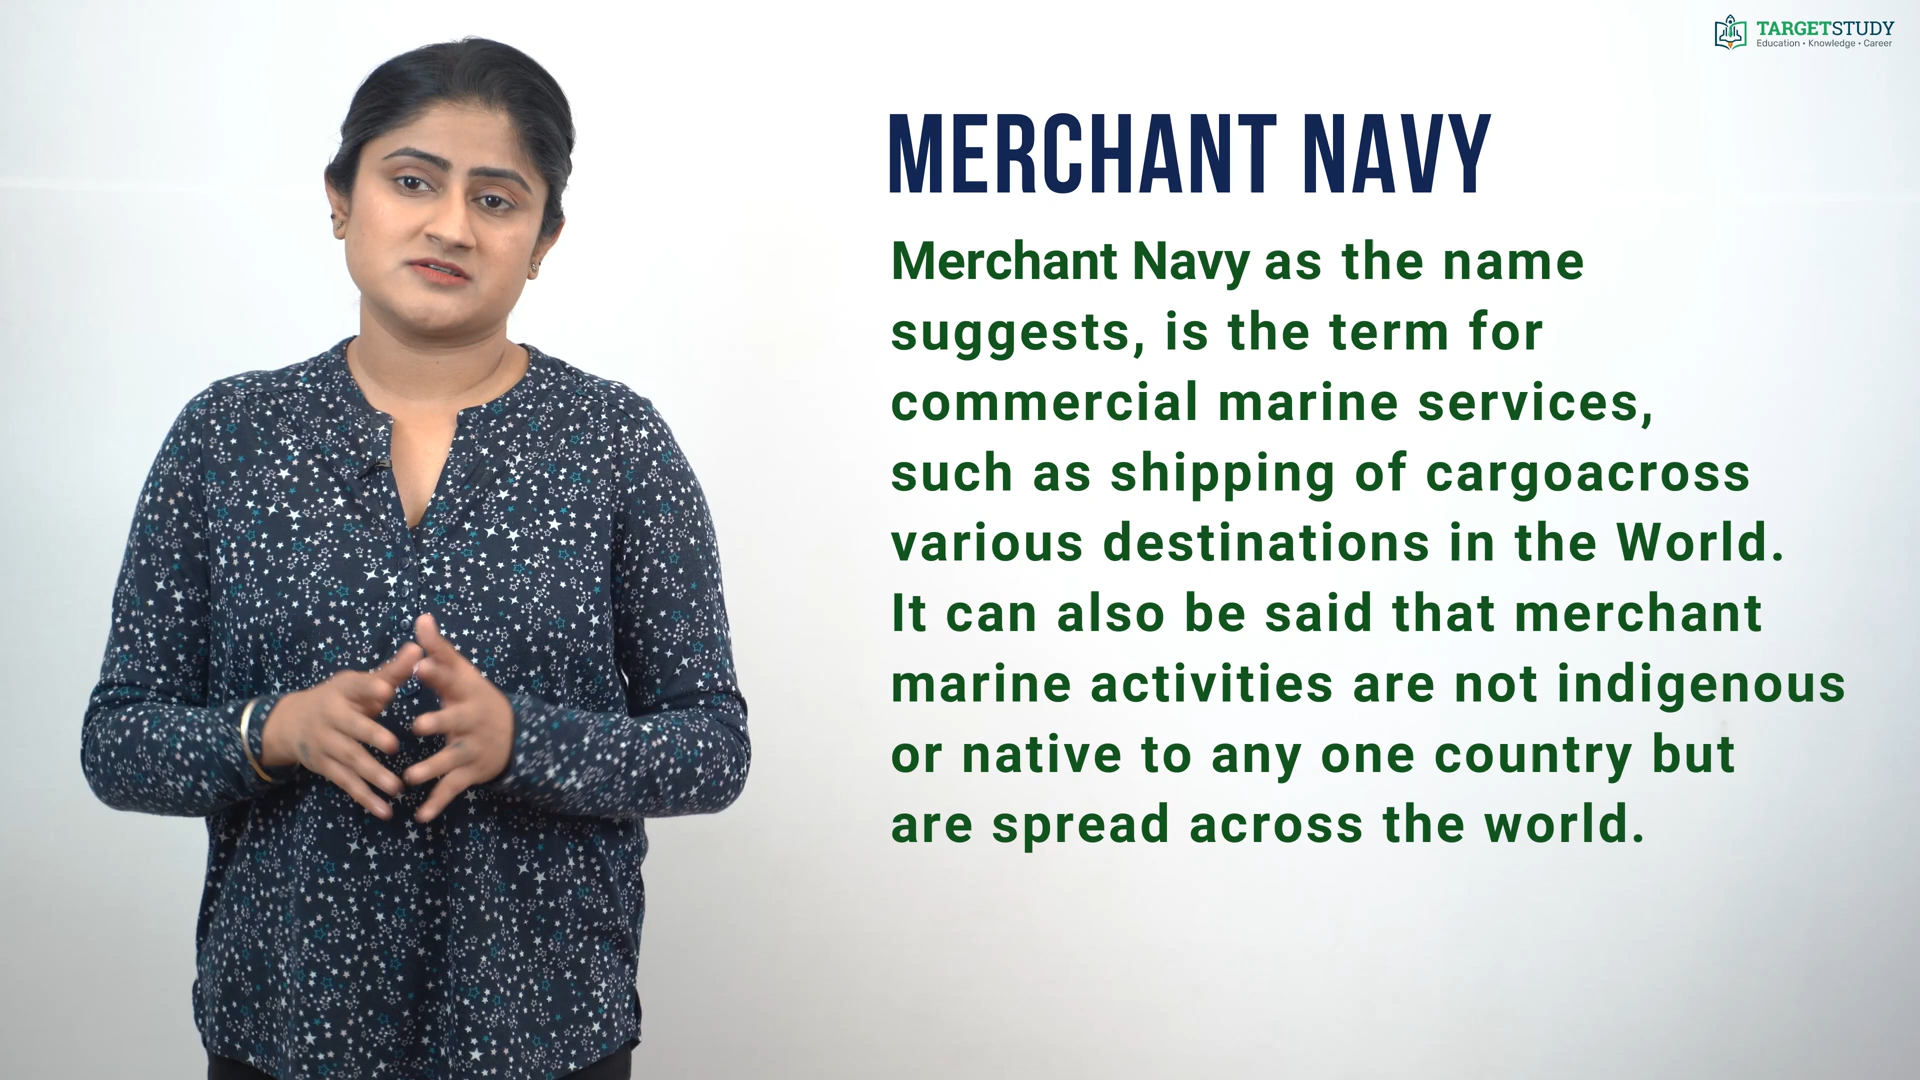 TARGETSTUDY
Education • Knowledge • Career
MERCHANT NAVY
Merchant Navy as the name
suggests, is the term for
commercial marine services,
such as shipping of cargoacross
various destinations in the World.
It can also be said that merchant
marine activities are not indigenous
or native to any one country but
are spread across the world.